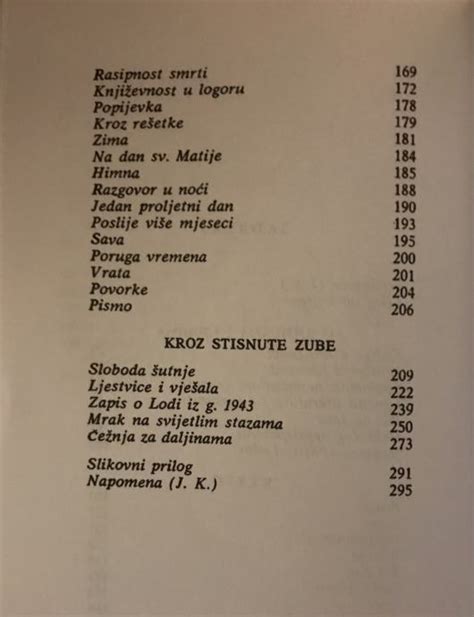 Rasipnost smrti 169
Književnost u logoru 172
Popijevka 178
Kroz rešetke 179
Zima 181
Na dan sv. Matije 184
Himna 185
Razgovor u noći 188
Jedan proljetni dan 190
Poslije više mjeseci 193
Sava 195
Poruga vremena 200
Vrata 201
Povorke 204
Pismo 206
KROZ STISNUTE ZUBE
Sloboda šutnje 209
Ljestvice i vješala 222
Zapis o Lodi iz g. 1943 239
Mrak na svijetlim stazama 250
Čežnja za daljinama 273
Slikovni prilog 291
Napomena (J. K.) 295